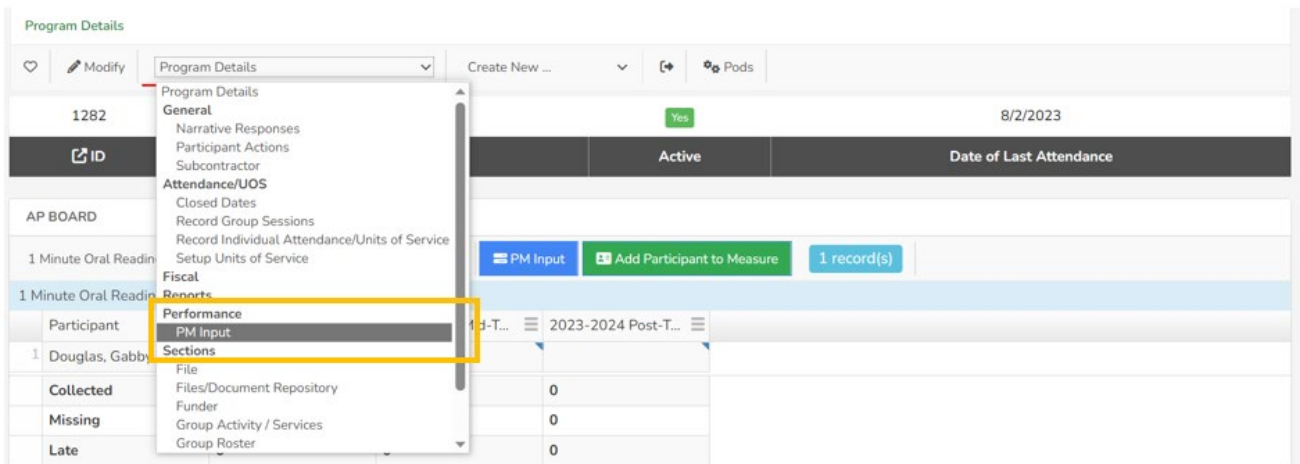 Program Details
Modify Program Details Create New ... Pods
1282 Yes 8/2/2023
ID Active Date of Last Attendance
Program Details
General
Narrative Responses
Participant Actions
Subcontractor
Attendance/UOS
Closed Dates
Record Group Sessions
Record Individual Attendance/Units of Service
Setup Units of Service
Fiscal
Reports
Performance
PM Input
Sections
File
Files/Document Repository
Funder
Group Activity / Services
Group Roster
AP BOARD
1 Minute Oral PM Input Add Participant to Measure 1 record(s)
1 Minute Oral
Participant 2023-2024 Post-T...
1 Douglas, Gabby
Collected 0
Missing 0
Late 0